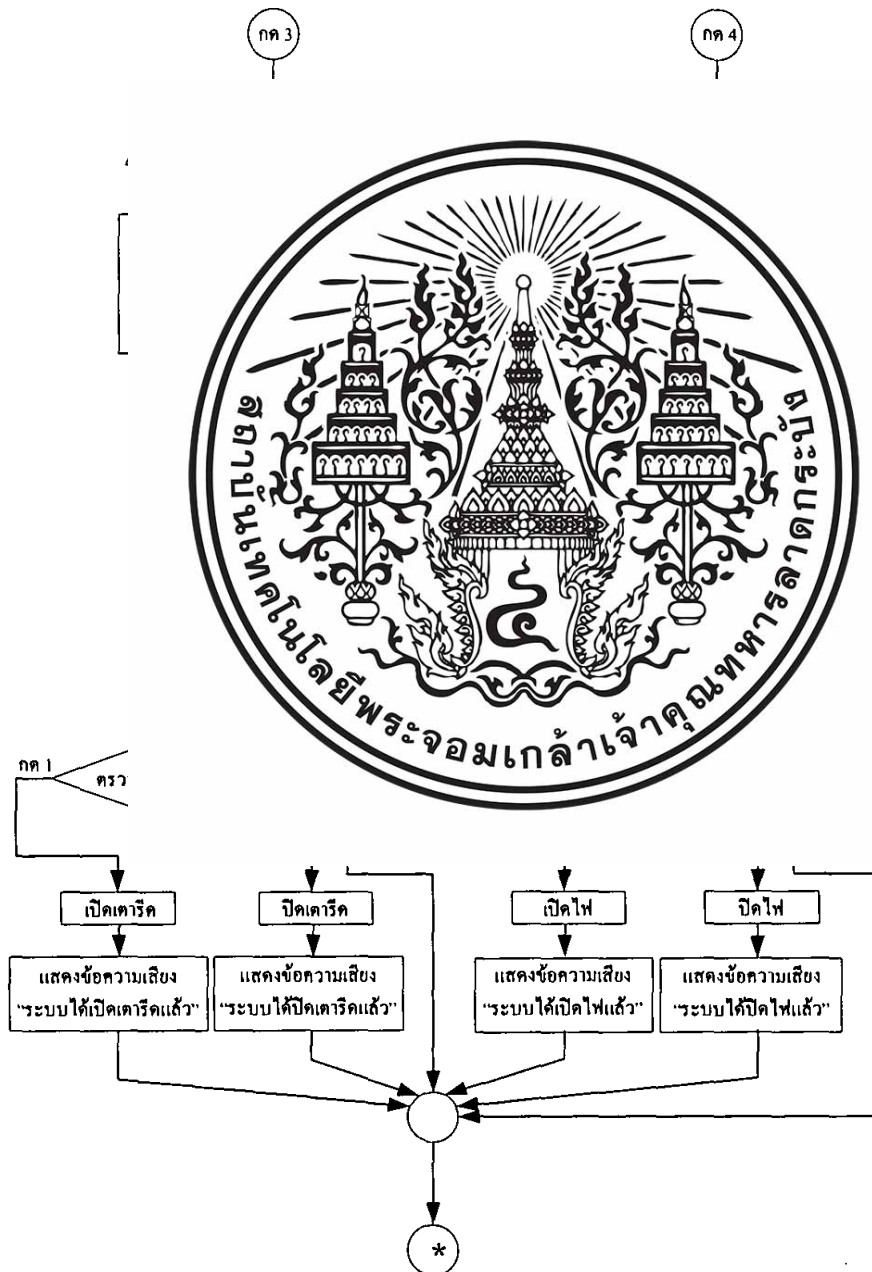 กด 3
กด 4
สถาบันเทคโนโลยีพระจอมเกล้าเจ้าคุณทหารลาดกระบัง
กด 1
เปิดเตารีด
ปิดเตารีด
เปิดไฟ
ปิดไฟ
แสดงข้อความเสียง
"ระบบได้เปิดเตารีดแล้ว"
แสดงข้อความเสียง
"ระบบได้ปิดเตารีดแล้ว"
แสดงข้อความเสียง
"ระบบได้เปิดไฟแล้ว"
แสดงข้อความเสียง
"ระบบได้ปิดไฟแล้ว"
*